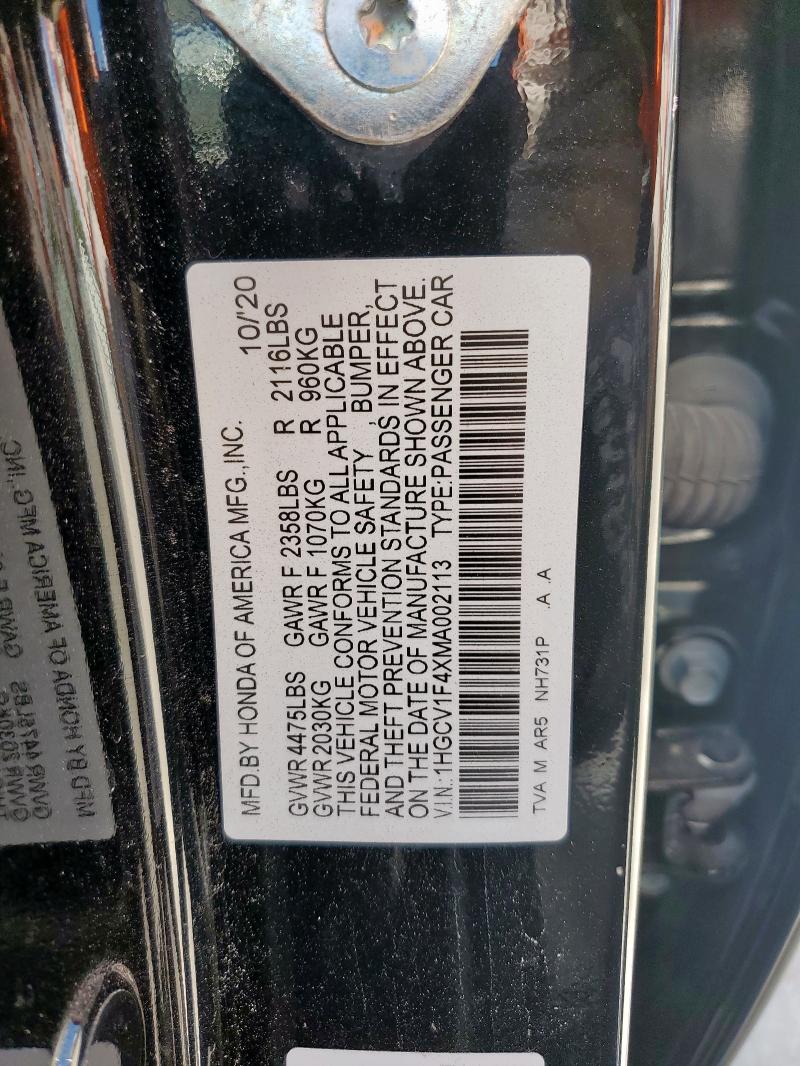 MFD.BY HONDA OF AMERICA MFG.,INC. 10/'20
GVWR 4475LBS GAWR F 2358LBS R 2116LBS
GVWR 2030KG GAWR F 1070KG R 960KG
THIS VEHICLE CONFORMS TO ALL APPLICABLE
FEDERAL MOTOR VEHICLE SAFETY , BUMPER,
AND THEFT PREVENTION STANDARDS IN EFFECT
ON THE DATE OF MANUFACTURE SHOWN ABOVE.
V.I.N.:1HGCV1F4XMA002113 TYPE:PASSENGER CAR
TVA M AR5 NH731P .A .A